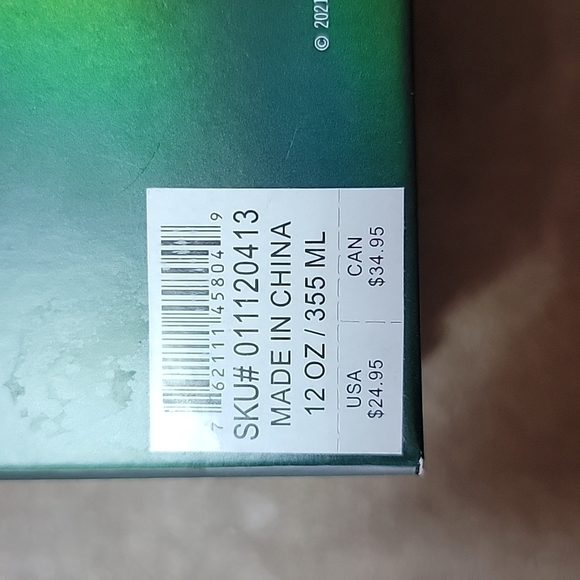 © 2021
7 62111 45804 9
SKU# 011120413
MADE IN CHINA
12 OZ / 355 ML
USA CAN
$24.95 $34.95